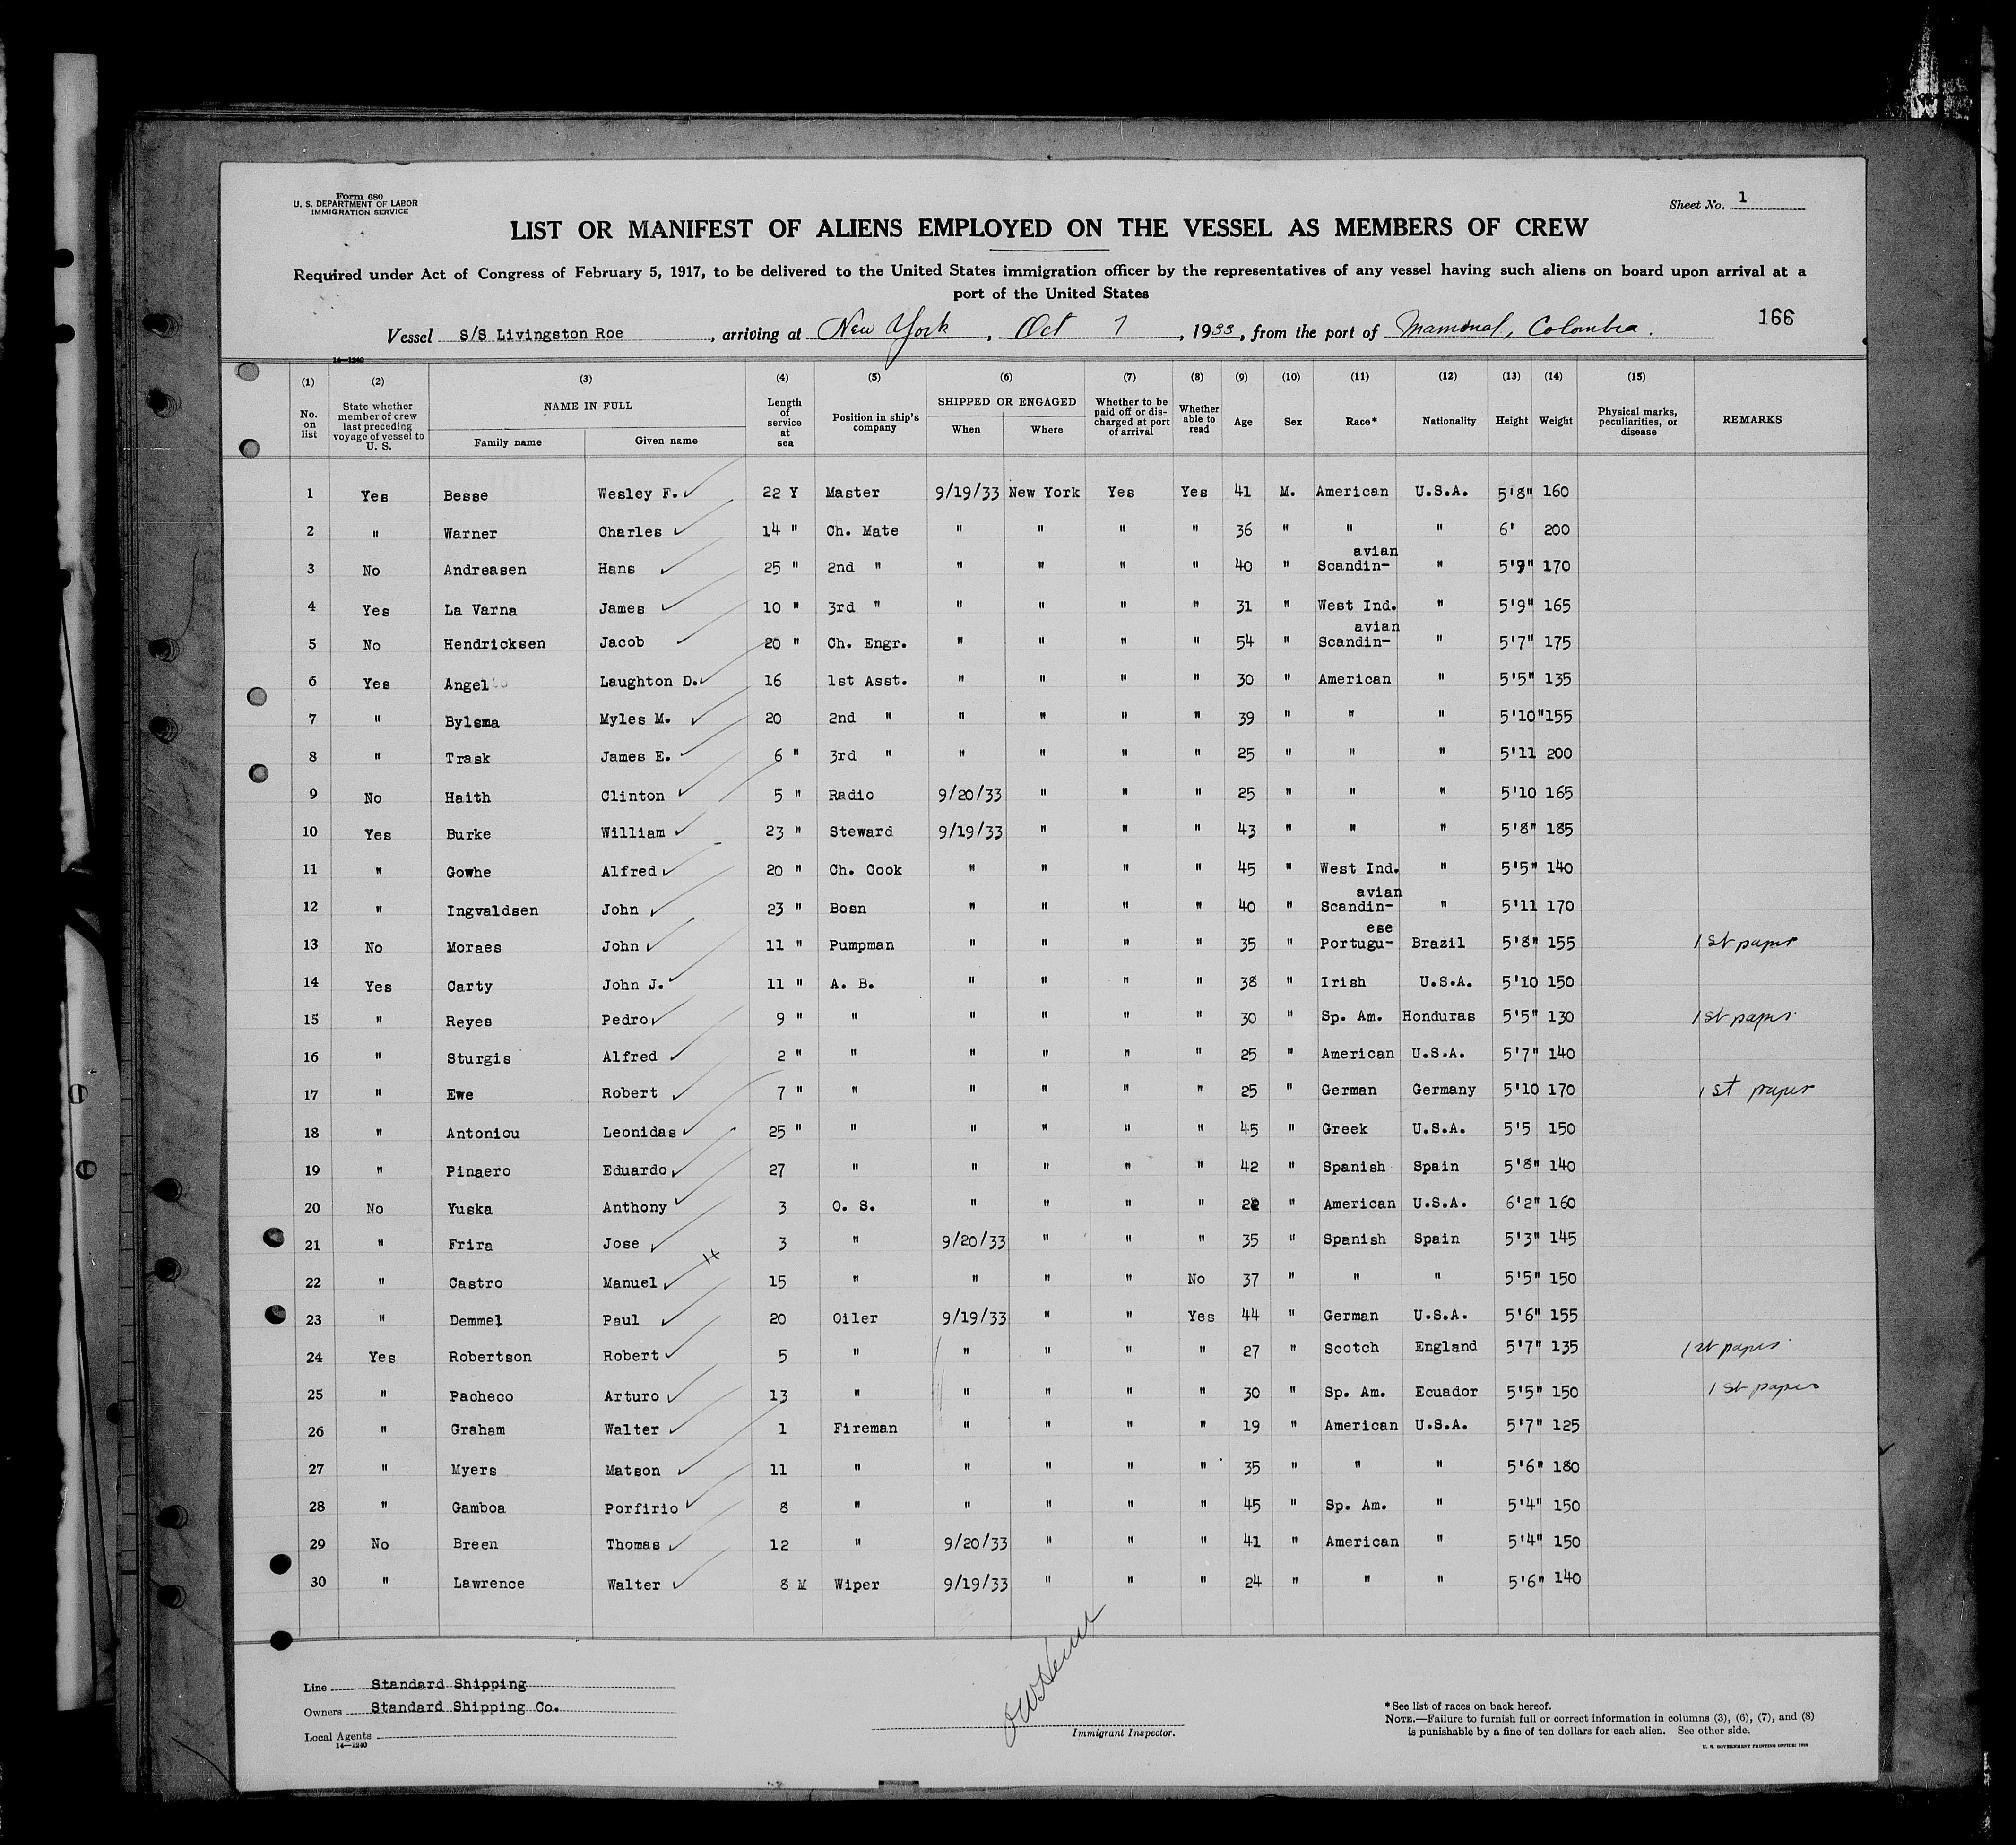 Form 680
U. S. DEPARTMENT OF LABOR
IMMIGRATION SERVICE
Sheet No. 1
LIST OR MANIFEST OF ALIENS EMPLOYED ON THE VESSEL AS MEMBERS OF CREW
Required under Act of Congress of February 5, 1917, to be delivered to the United States immigration officer by the representatives of any vessel having such aliens on board upon arrival at a
port of the United States
166
Vessel S/S Livingston Roe, arriving at New York, Oct 7, 1933, from the port of Mamonal, Colombia.
14—1240
(1) (2) (3) (4) (5) (6) (7) (8) (9) (10) (11) (12) (13) (14) (15)
No. on list State whether member of crew last preceding voyage of vessel to U. S. NAME IN FULL Family name Given name Length of service at sea Position in ship's company SHIPPED OR ENGAGED When Where Whether to be paid off or discharged at port of arrival Whether able to read Age Sex Race* Nationality Height Weight Physical marks, peculiarities, or disease REMARKS
1 Yes Besse Wesley F. 22 Y Master 9/19/33 New York Yes Yes 41 M. American U.S.A. 5'8" 160
2 " Warner Charles 14 " Ch. Mate " " " " 36 " " " 6' 200
3 No Andreasen Hans 25 " 2nd " " " " " 40 " Scandin-avian " 5'9" 170
4 Yes La Varna James 10 " 3rd " " " " " 31 " West Ind. " 5'9" 165
5 No Hendricksen Jacob 20 " Ch. Engr. " " " " 54 " Scandin-avian " 5'7" 175
6 Yes Angel Laughton D. 16 1st Asst. " " " " 30 " American " 5'5" 135
7 " Bylsma Myles M. 20 2nd " " " " " 39 " " " 5'10" 155
8 " Trask James E. 6 " 3rd " " " " " 25 " " " 5'11 200
9 No Haith Clinton 5 " Radio 9/20/33 " " " 25 " " " 5'10 165
10 Yes Burke William 23 " Steward 9/19/33 " " " 43 " " " 5'8" 185
11 " Gowhe Alfred 20 " Ch. Cook " " " " 45 " West Ind. " 5'5" 140
12 " Ingvaldsen John 23 " Bosn " " " " 40 " Scandin-avian " 5'11 170
13 No Moraes John 11 " Pumpman " " " " 35 " Portugu-ese Brazil 5'8" 155 1st paper
14 Yes Carty John J. 11 " A. B. " " " " 38 " Irish U.S.A. 5'10 150
15 " Reyes Pedro 9 " " " " " " 30 " Sp. Am. Honduras 5'5" 130 1st paper
16 " Sturgis Alfred 2 " " " " " " 25 " American U.S.A. 5'7" 140
17 " Ewe Robert 7 " " " " " " 25 " German Germany 5'10 170 1st paper
18 " Antoniou Leonidas 25 " " " " " " 45 " Greek U.S.A. 5'5 150
19 " Pinaero Eduardo 27 " " " " " 42 " Spanish Spain 5'8" 140
20 No Yuska Anthony 3 O. S. " " " " 22 " American U.S.A. 6'2" 160
21 " Frira Jose 3 " 9/20/33 " " " 35 " Spanish Spain 5'3" 145
22 " Castro Manuel 15 " " " " No 37 " " " 5'5" 150
23 " Demmel Paul 20 Oiler 9/19/33 " " Yes 44 " German U.S.A. 5'6" 155
24 Yes Robertson Robert 5 " " " " " 27 " Scotch England 5'7" 135 1st paper
25 " Pacheco Arturo 13 " " " " " 30 " Sp. Am. Ecuador 5'5" 150 1st paper
26 " Graham Walter 1 Fireman " " " " 19 " American U.S.A. 5'7" 125
27 " Myers Matson 11 " " " " " 35 " " " 5'6" 180
28 " Gamboa Porfirio 8 " " " " " 45 " Sp. Am. " 5'4" 150
29 No Breen Thomas 12 " 9/20/33 " " " 41 " American " 5'4" 150
30 " Lawrence Walter 8 M Wiper 9/19/33 " " " 24 " " " 5'6" 140
Line Standard Shipping
Owners Standard Shipping Co.
Local Agents
14—1240
Immigrant Inspector.
*See list of races on back hereof.
NOTE.—Failure to furnish full or correct information in columns (3), (6), (7), and (8)
is punishable by a fine of ten dollars for each alien. See other side.